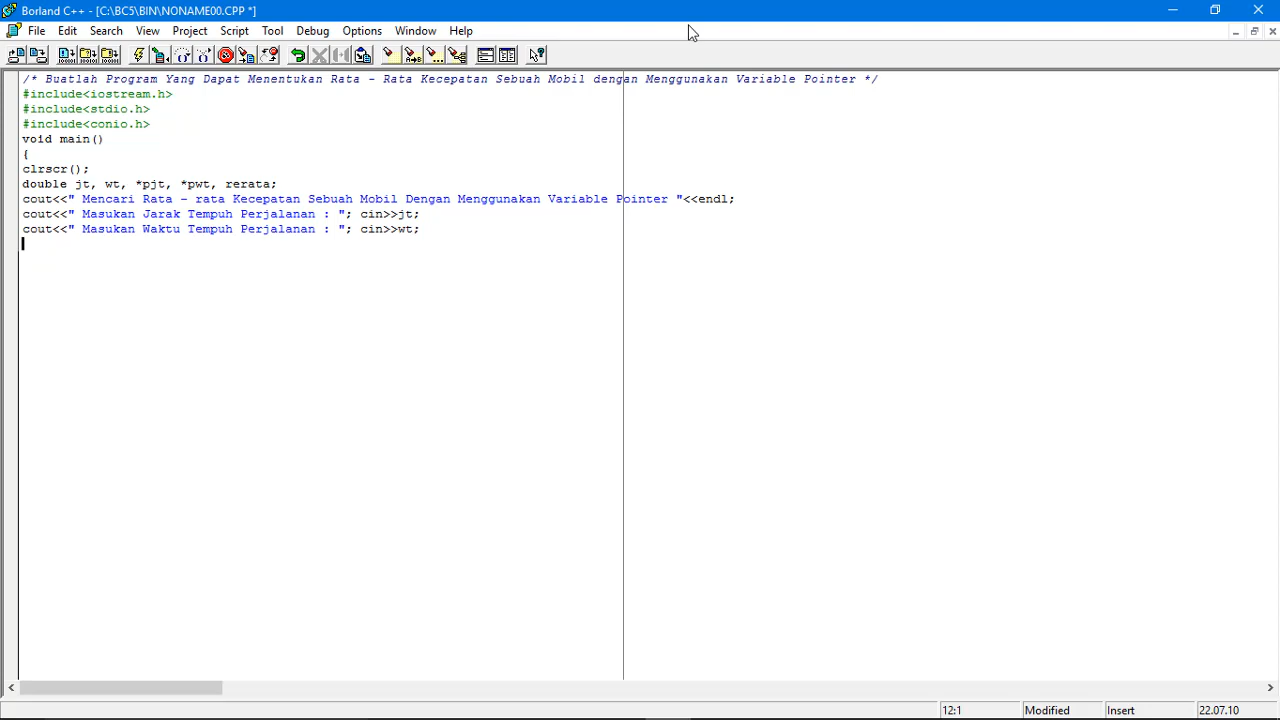 Borland C++ - [C:\BC5\BIN\NONAME00.CPP *]
File Edit Search View Project Script Tool Debug Options Window Help
/* Buatlah Program Yang Dapat Menentukan Rata - Rata Kecepatan Sebuah Mobil dengan Menggunakan Variable Pointer */
#include<iostream.h>
#include<stdio.h>
#include<conio.h>
void main()
{
clrscr();
double jt, wt, *pjt, *pwt, rerata;
cout<<" Mencari Rata - rata Kecepatan Sebuah Mobil Dengan Menggunakan Variable Pointer "<<endl;
cout<<" Masukan Jarak Tempuh Perjalanan : "; cin>>jt;
cout<<" Masukan Waktu Tempuh Perjalanan : "; cin>>wt;
12:1 Modified Insert 22.07.10